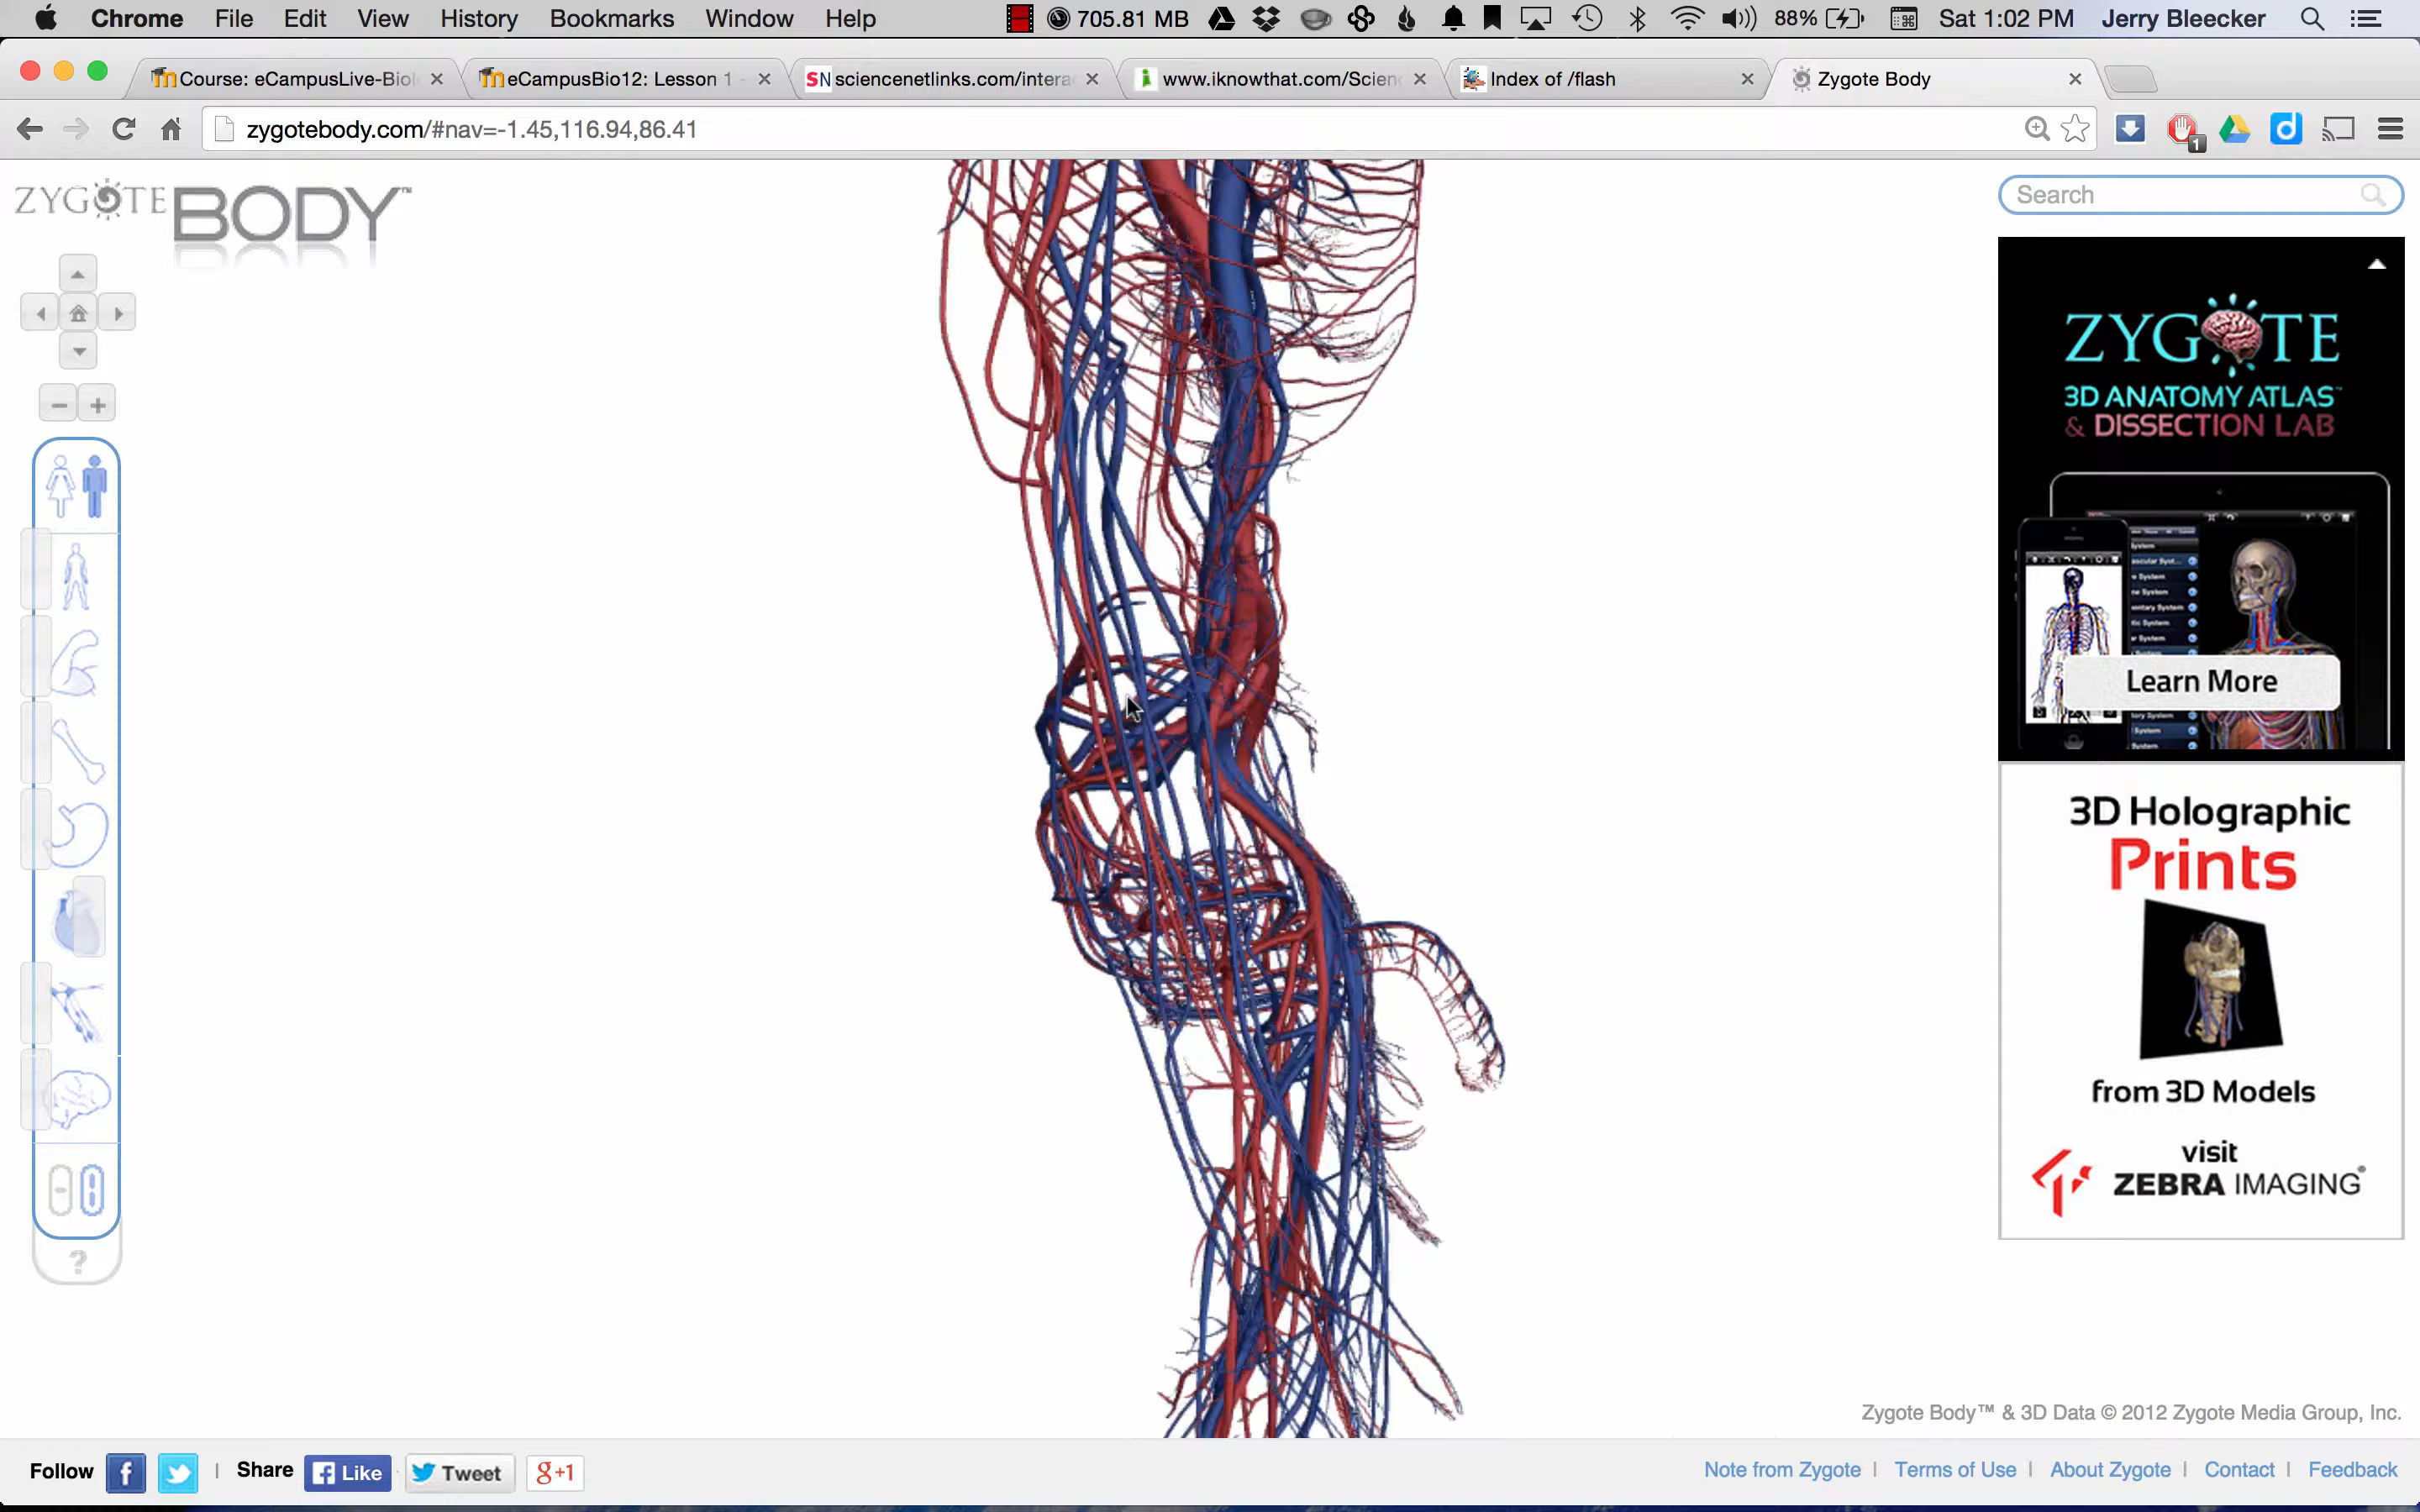 Chrome File Edit View History Bookmarks Window Help 705.81 MB 88% Sat 1:02 PM Jerry Bleecker
Course: eCampusLive-Biol eCampusBio12: Lesson 1 - sciencenetlinks.com/intera www.iknowthat.com/Scien Index of /flash Zygote Body
zygotebody.com/#nav=-1.45,116.94,86.41
ZYGOTE BODY™
Search
ZYGOTE
3D ANATOMY ATLAS™
& DISSECTION LAB
Learn More
3D Holographic
Prints
from 3D Models
visit
ZEBRA IMAGING®
?
Zygote Body™ & 3D Data © 2012 Zygote Media Group, Inc.
Follow | Share Like Tweet g+1 Note from Zygote | Terms of Use | About Zygote | Contact | Feedback